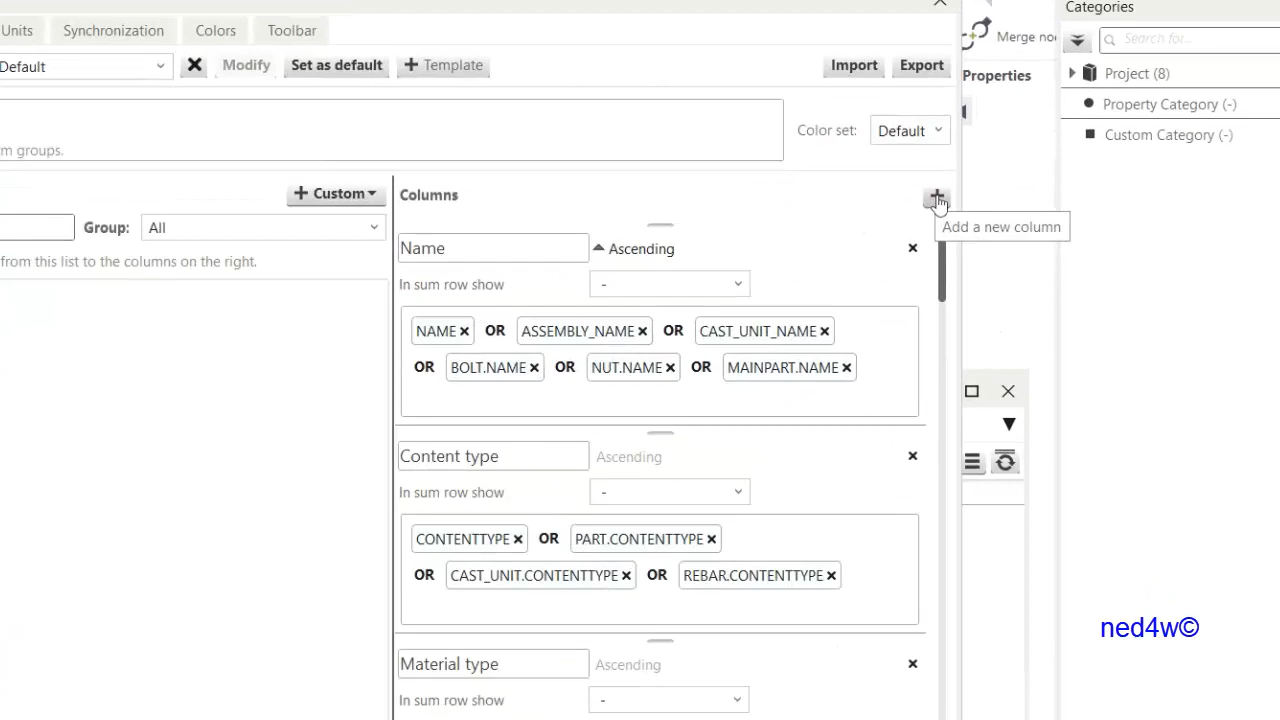 Units Synchronization Colors Toolbar
Default Modify Set as default + Template Import Export
m groups.
Color set: Default
+ Custom
Columns
Add a new column
Group: All
from this list to the columns on the right.
Name Ascending
In sum row show -
NAME OR ASSEMBLY_NAME OR CAST_UNIT_NAME
OR BOLT.NAME OR NUT.NAME OR MAINPART.NAME
Content type Ascending
In sum row show -
CONTENTTYPE OR PART.CONTENTTYPE
OR CAST_UNIT.CONTENTTYPE OR REBAR.CONTENTTYPE
Material type Ascending
In sum row show -
Merge no
Properties
Categories
Search for...
Project (8)
Property Category (-)
Custom Category (-)
ned4w©